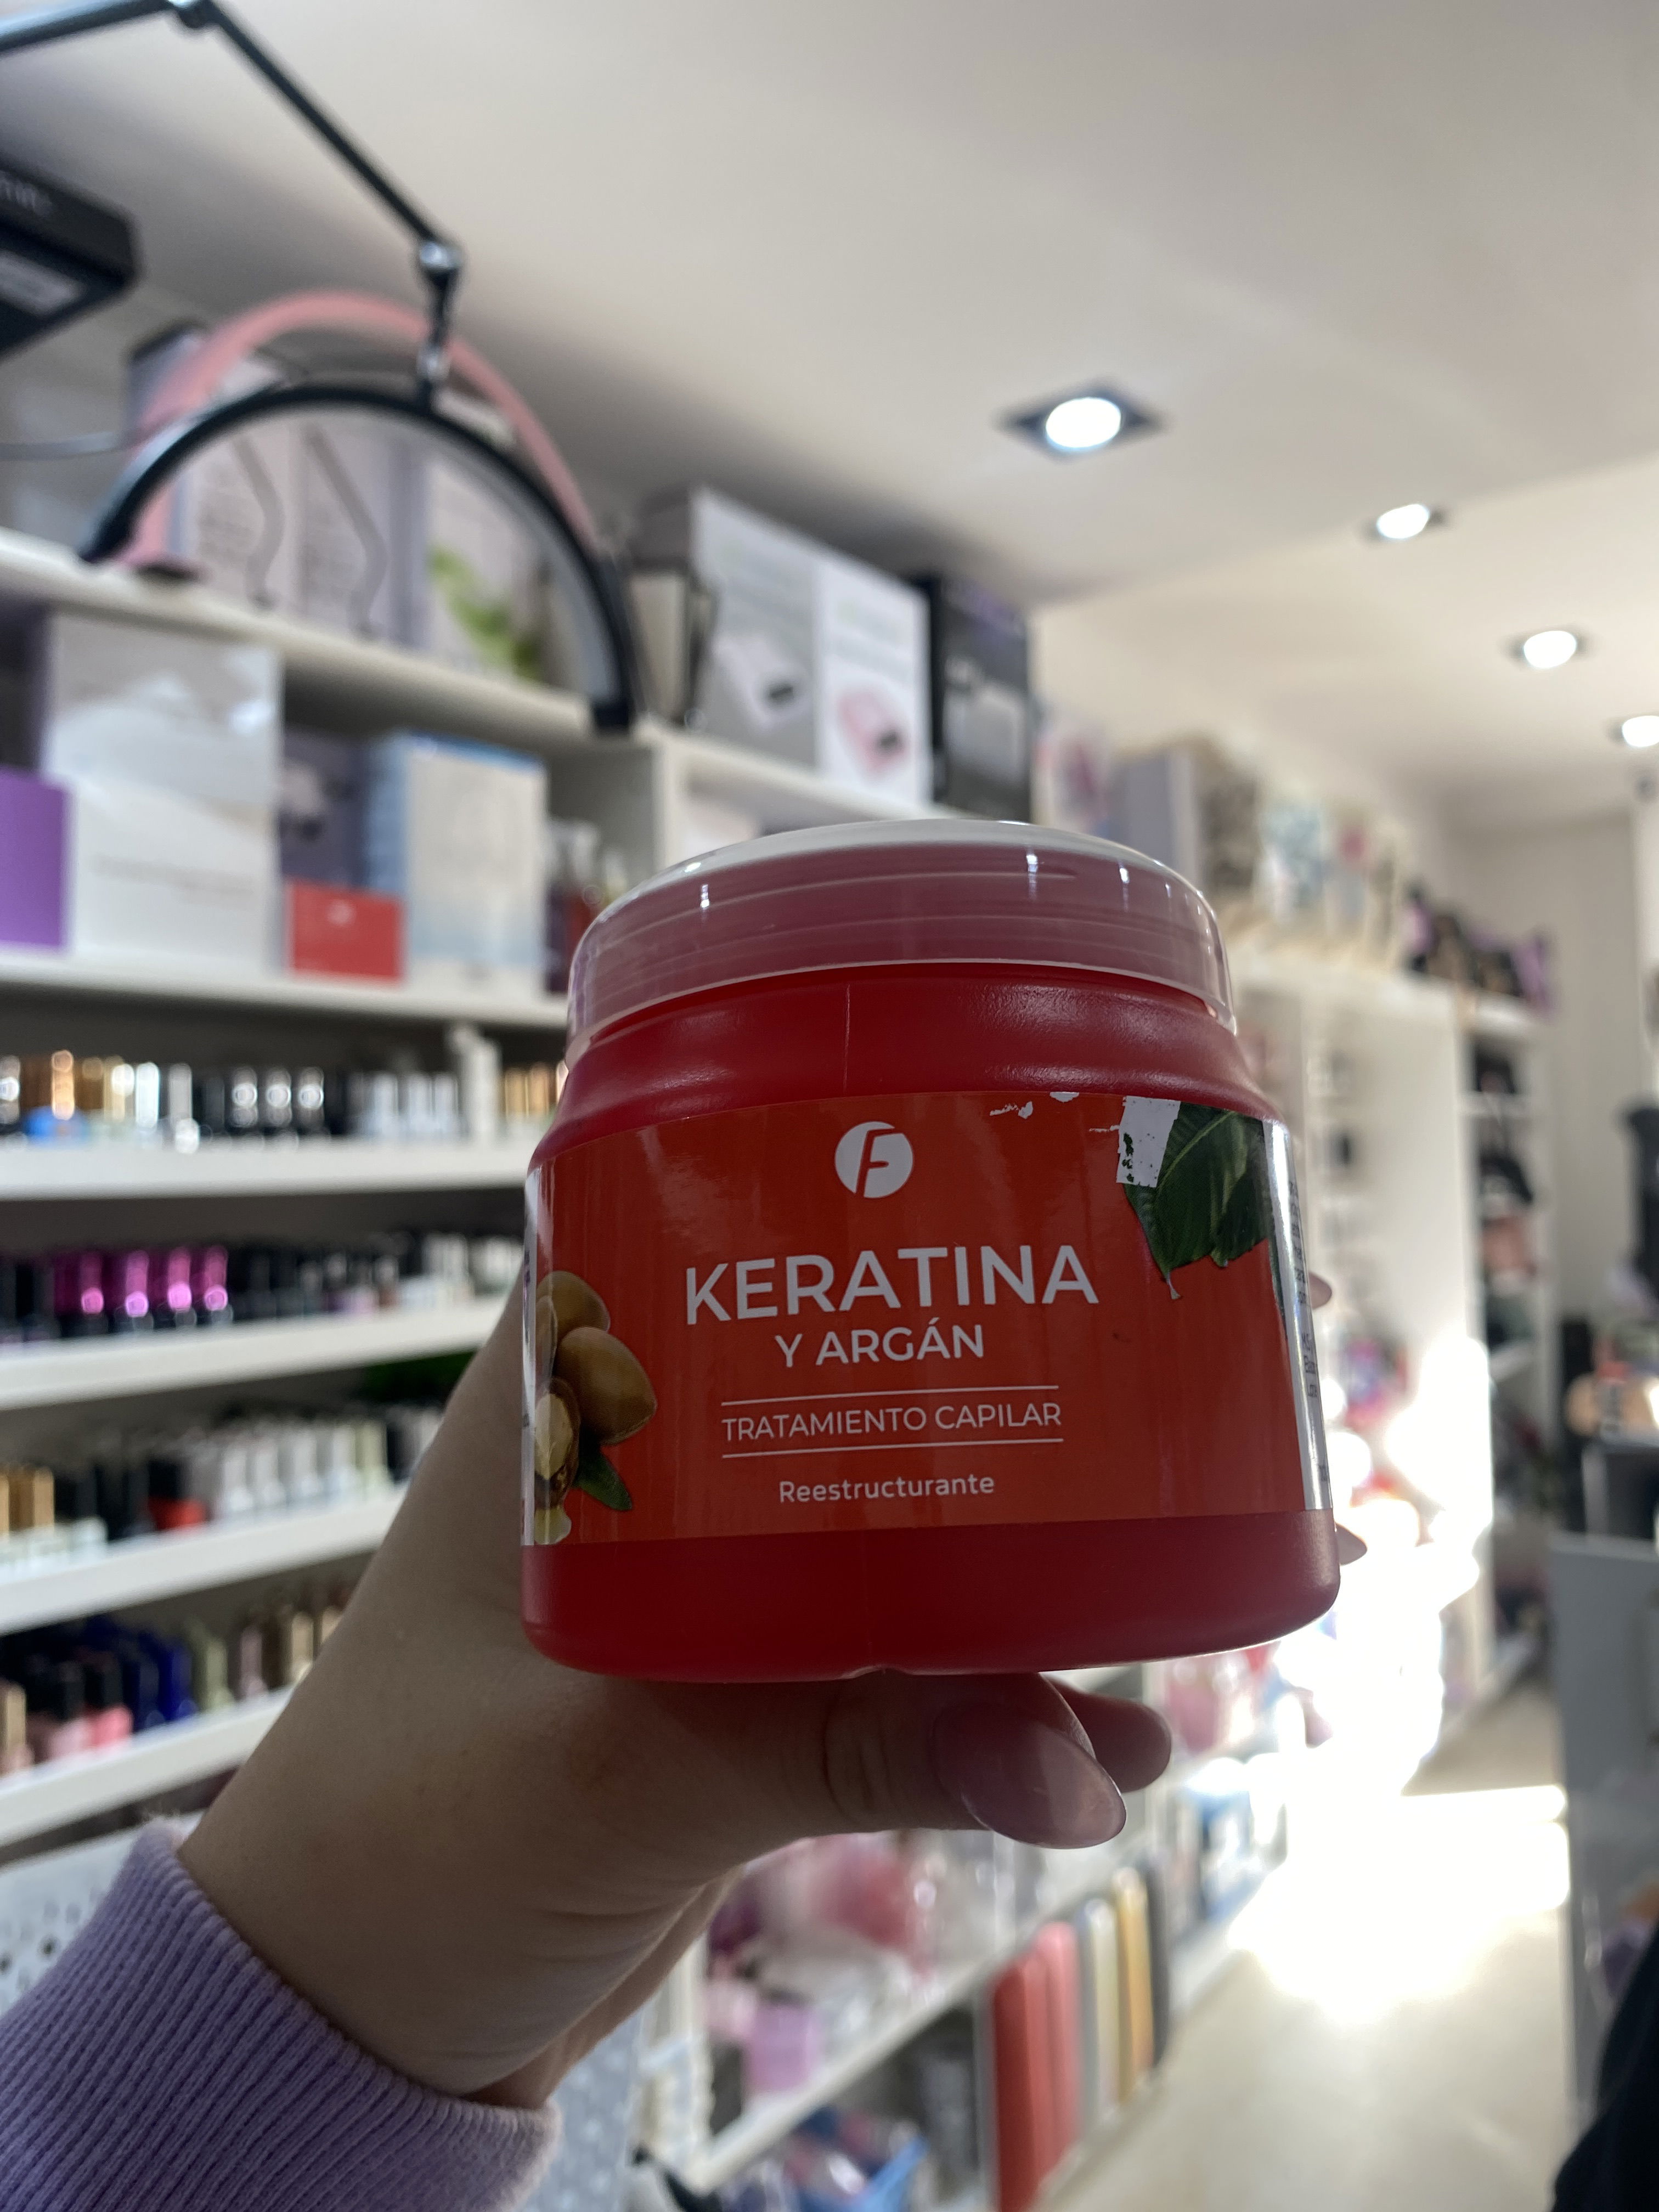 F
KERATINA
Y ARGÁN
TRATAMIENTO CAPILAR
Reestructurante